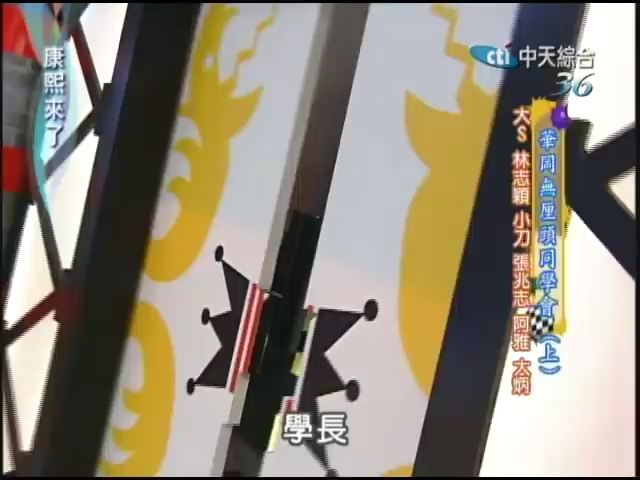 康熙來了
cti 中天綜合
36
華岡無厘頭同學會(上)
大S 林志穎 小刀 張兆志 阿雅 大炳
學長